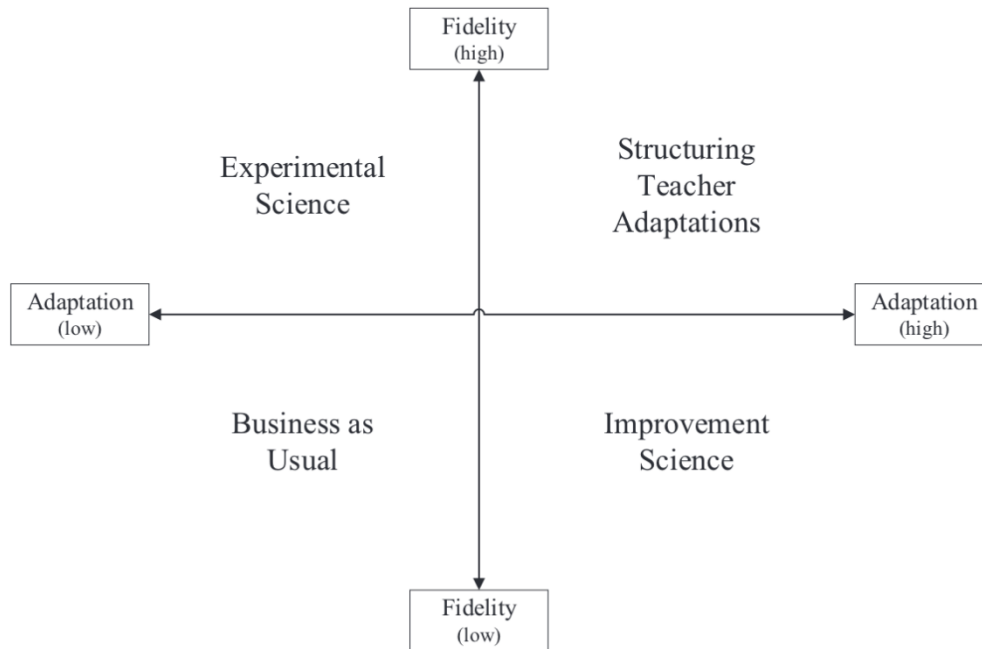 Fidelity
(high)
Experimental
Science
Structuring
Teacher
Adaptations
Adaptation
(low)
Adaptation
(high)
Business as
Usual
Improvement
Science
Fidelity
(low)